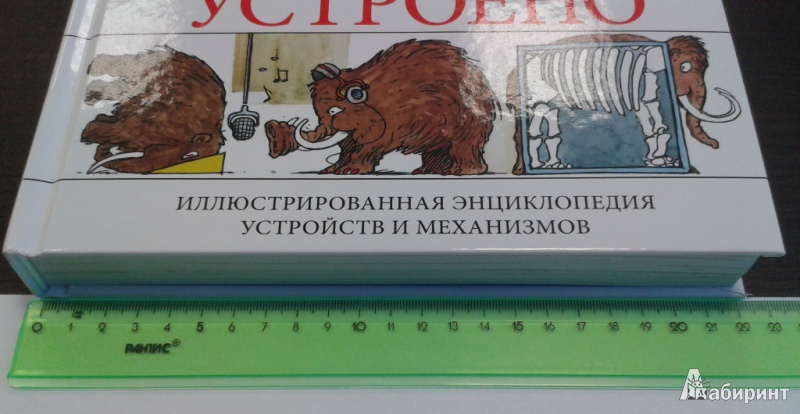 УСТРОЕНО
ИЛЛЮСТРИРОВАННАЯ ЭНЦИКЛОПЕДИЯ
УСТРОЙСТВ И МЕХАНИЗМОВ
0 1 2 3 4 5 6 7 8 9 10 11 12 13 14 15 16 17 18 19 20 21 22 23
РАНТИС®
Лабиринт